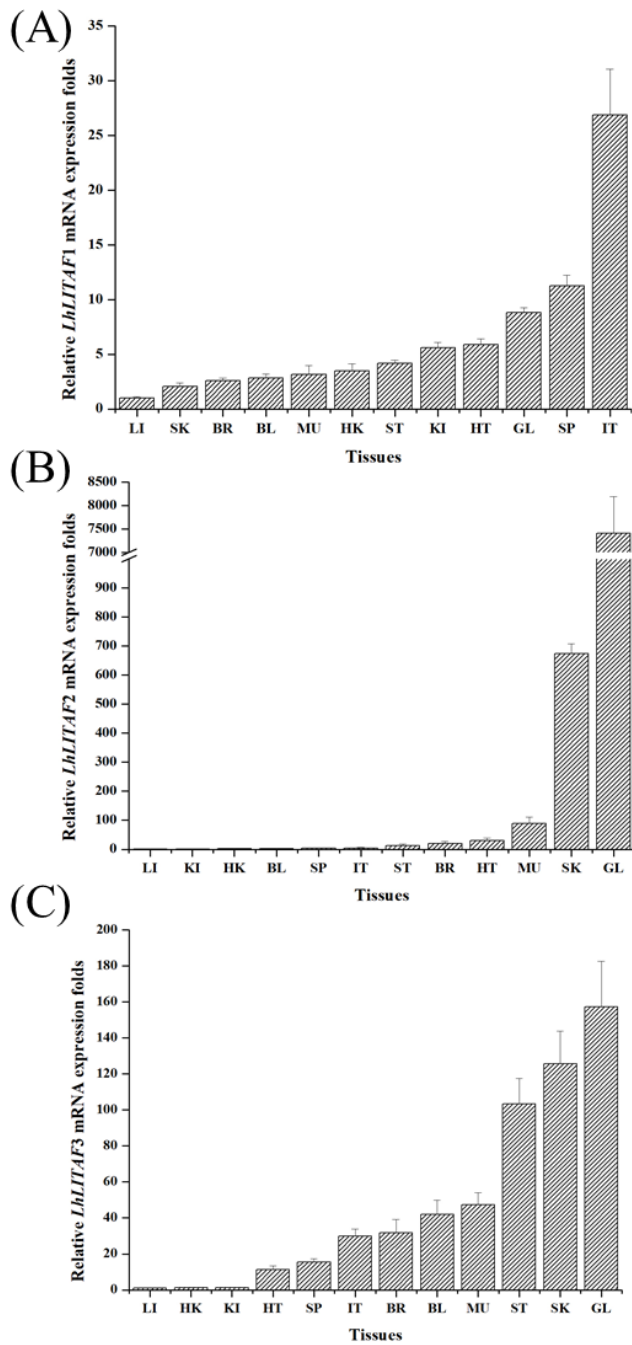 (A)
Relative LhLITAF1 mRNA expression folds
35
30
25
20
15
10
5
0
LI SK BR BL MU HK ST KI HT GL SP IT
Tissues
(B)
Relative LhLITAF2 mRNA expression folds
8500
8000
7500
7000
900
800
700
600
500
400
300
200
100
0
LI KI HK BL SP IT ST BR HT MU SK GL
Tissues
(C)
Relative LhLITAF3 mRNA expression folds
200
180
160
140
120
100
80
60
40
20
0
LI HK KI HT SP IT BR BL MU ST SK GL
Tissues